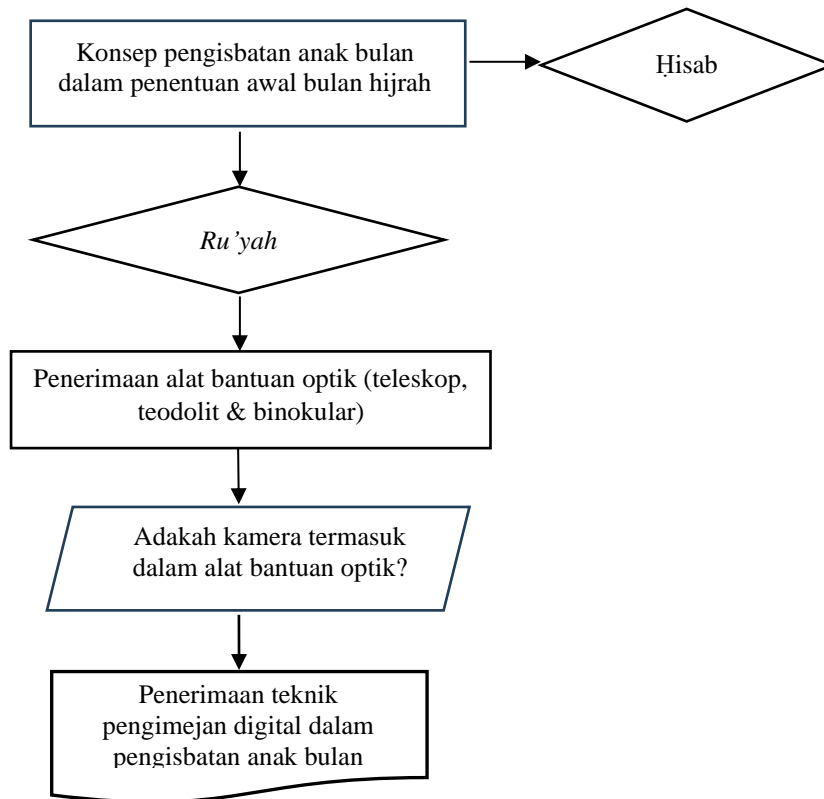 Konsep pengisbatan anak bulan
dalam penentuan awal bulan hijrah
Ḥisab
Ru’yah
Penerimaan alat bantuan optik (teleskop,
teodolit & binokular)
Adakah kamera termasuk
dalam alat bantuan optik?
Penerimaan teknik
pengimejan digital dalam
pengisbatan anak bulan